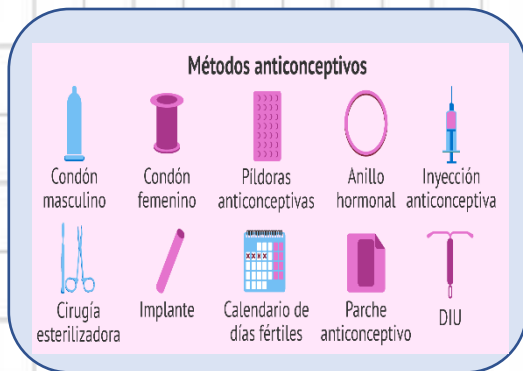 Métodos anticonceptivos
Condón masculino
Condón femenino
Píldoras anticonceptivas
Anillo hormonal
Inyección anticonceptiva
Cirugía esterilizadora
Implante
Calendario de días fértiles
Parche anticonceptivo
DIU